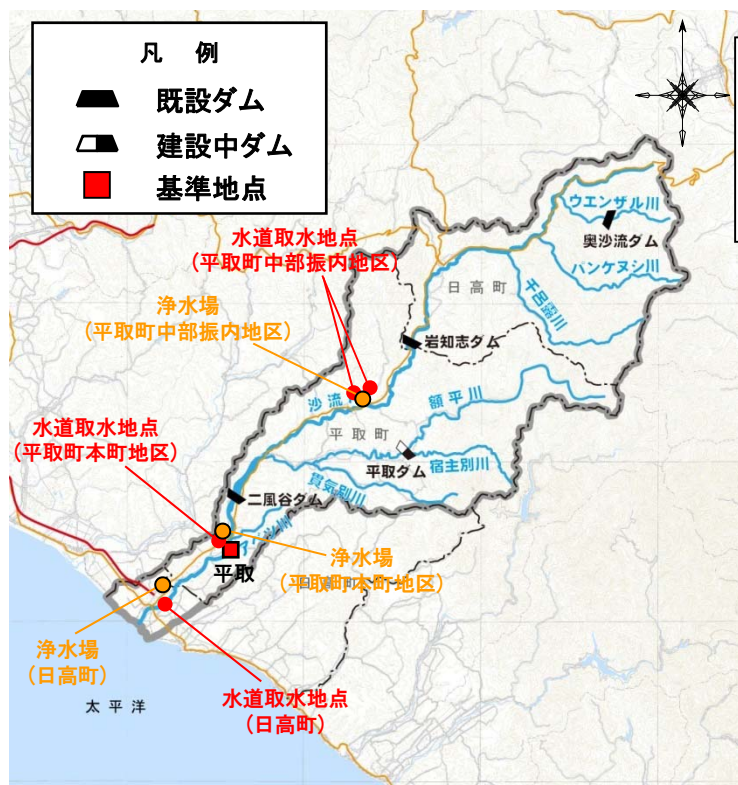 凡 例
既設ダム
建設中ダム
基準地点
水道取水地点
(平取町中部振内地区)
浄水場
(平取町中部振内地区)
ウエンザル川
奥沙流ダム
パンケヌシ川
日高町
千呂露川
岩知志ダム
沙流
額平川
水道取水地点
(平取町本町地区)
平取町
平取ダム
宿主別川
二風谷ダム
貫気別川
浄水場
(平取町本町地区)
平取
浄水場
(日高町)
水道取水地点
(日高町)
太平洋